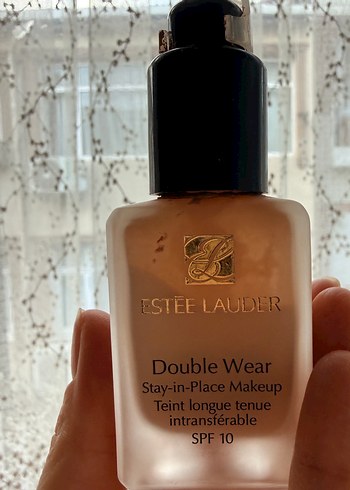 ESTĒE LAUDER
Double Wear
Stay-in-Place Makeup
Teint longue tenue
intransférable
SPF 10